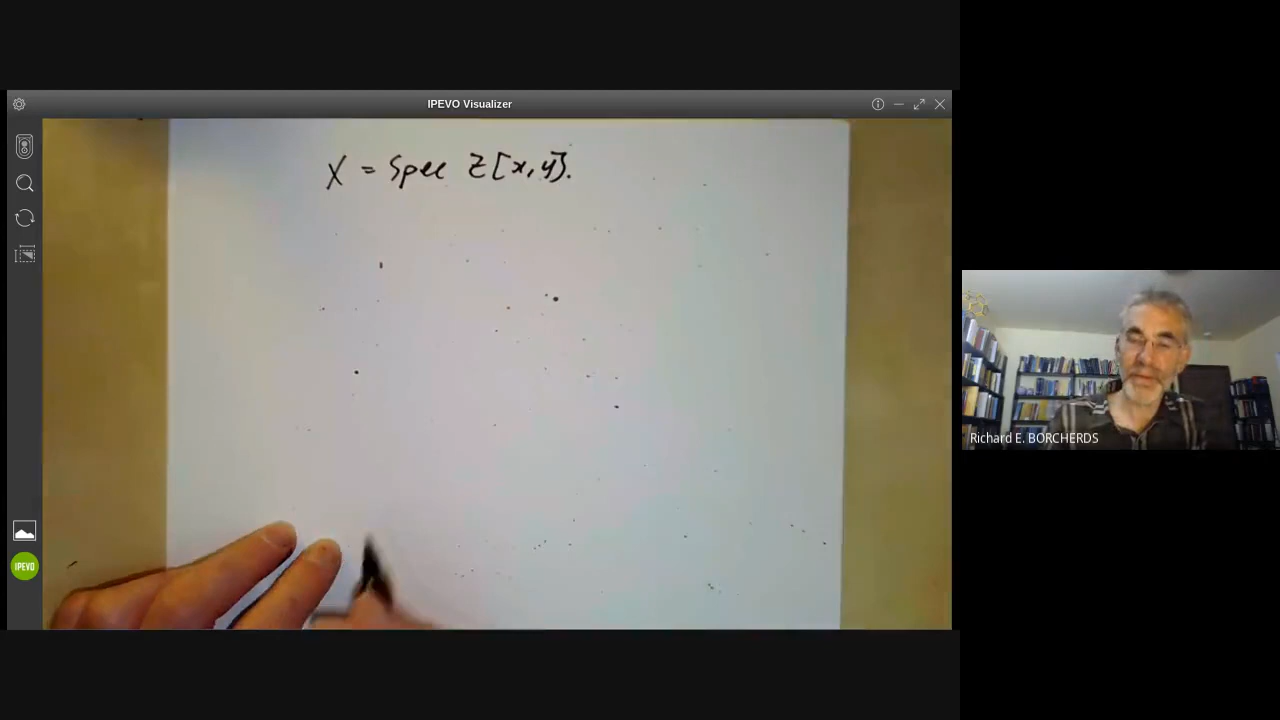 IPEVO Visualizer
X = Spec Z[x,y].
IPEVO
Richard E. BORCHERDS